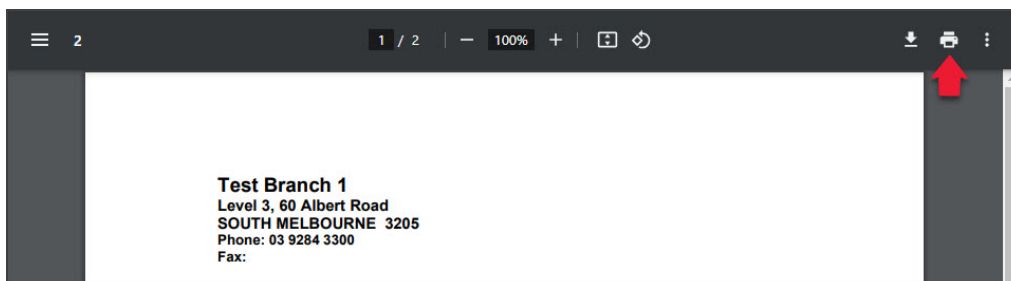 2 1 / 2 100%
Test Branch 1
Level 3, 60 Albert Road
SOUTH MELBOURNE 3205
Phone: 03 9284 3300
Fax: